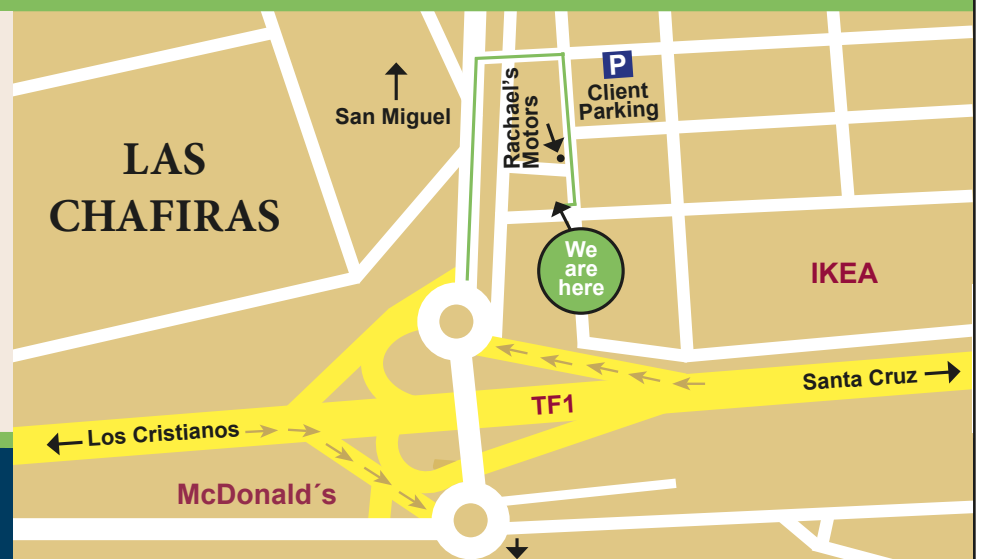 P
Client
Parking
Rachael's
Motors
San Miguel
LAS
CHAFIRAS
We
are
here
IKEA
Santa Cruz
TF1
Los Cristianos
McDonald´s